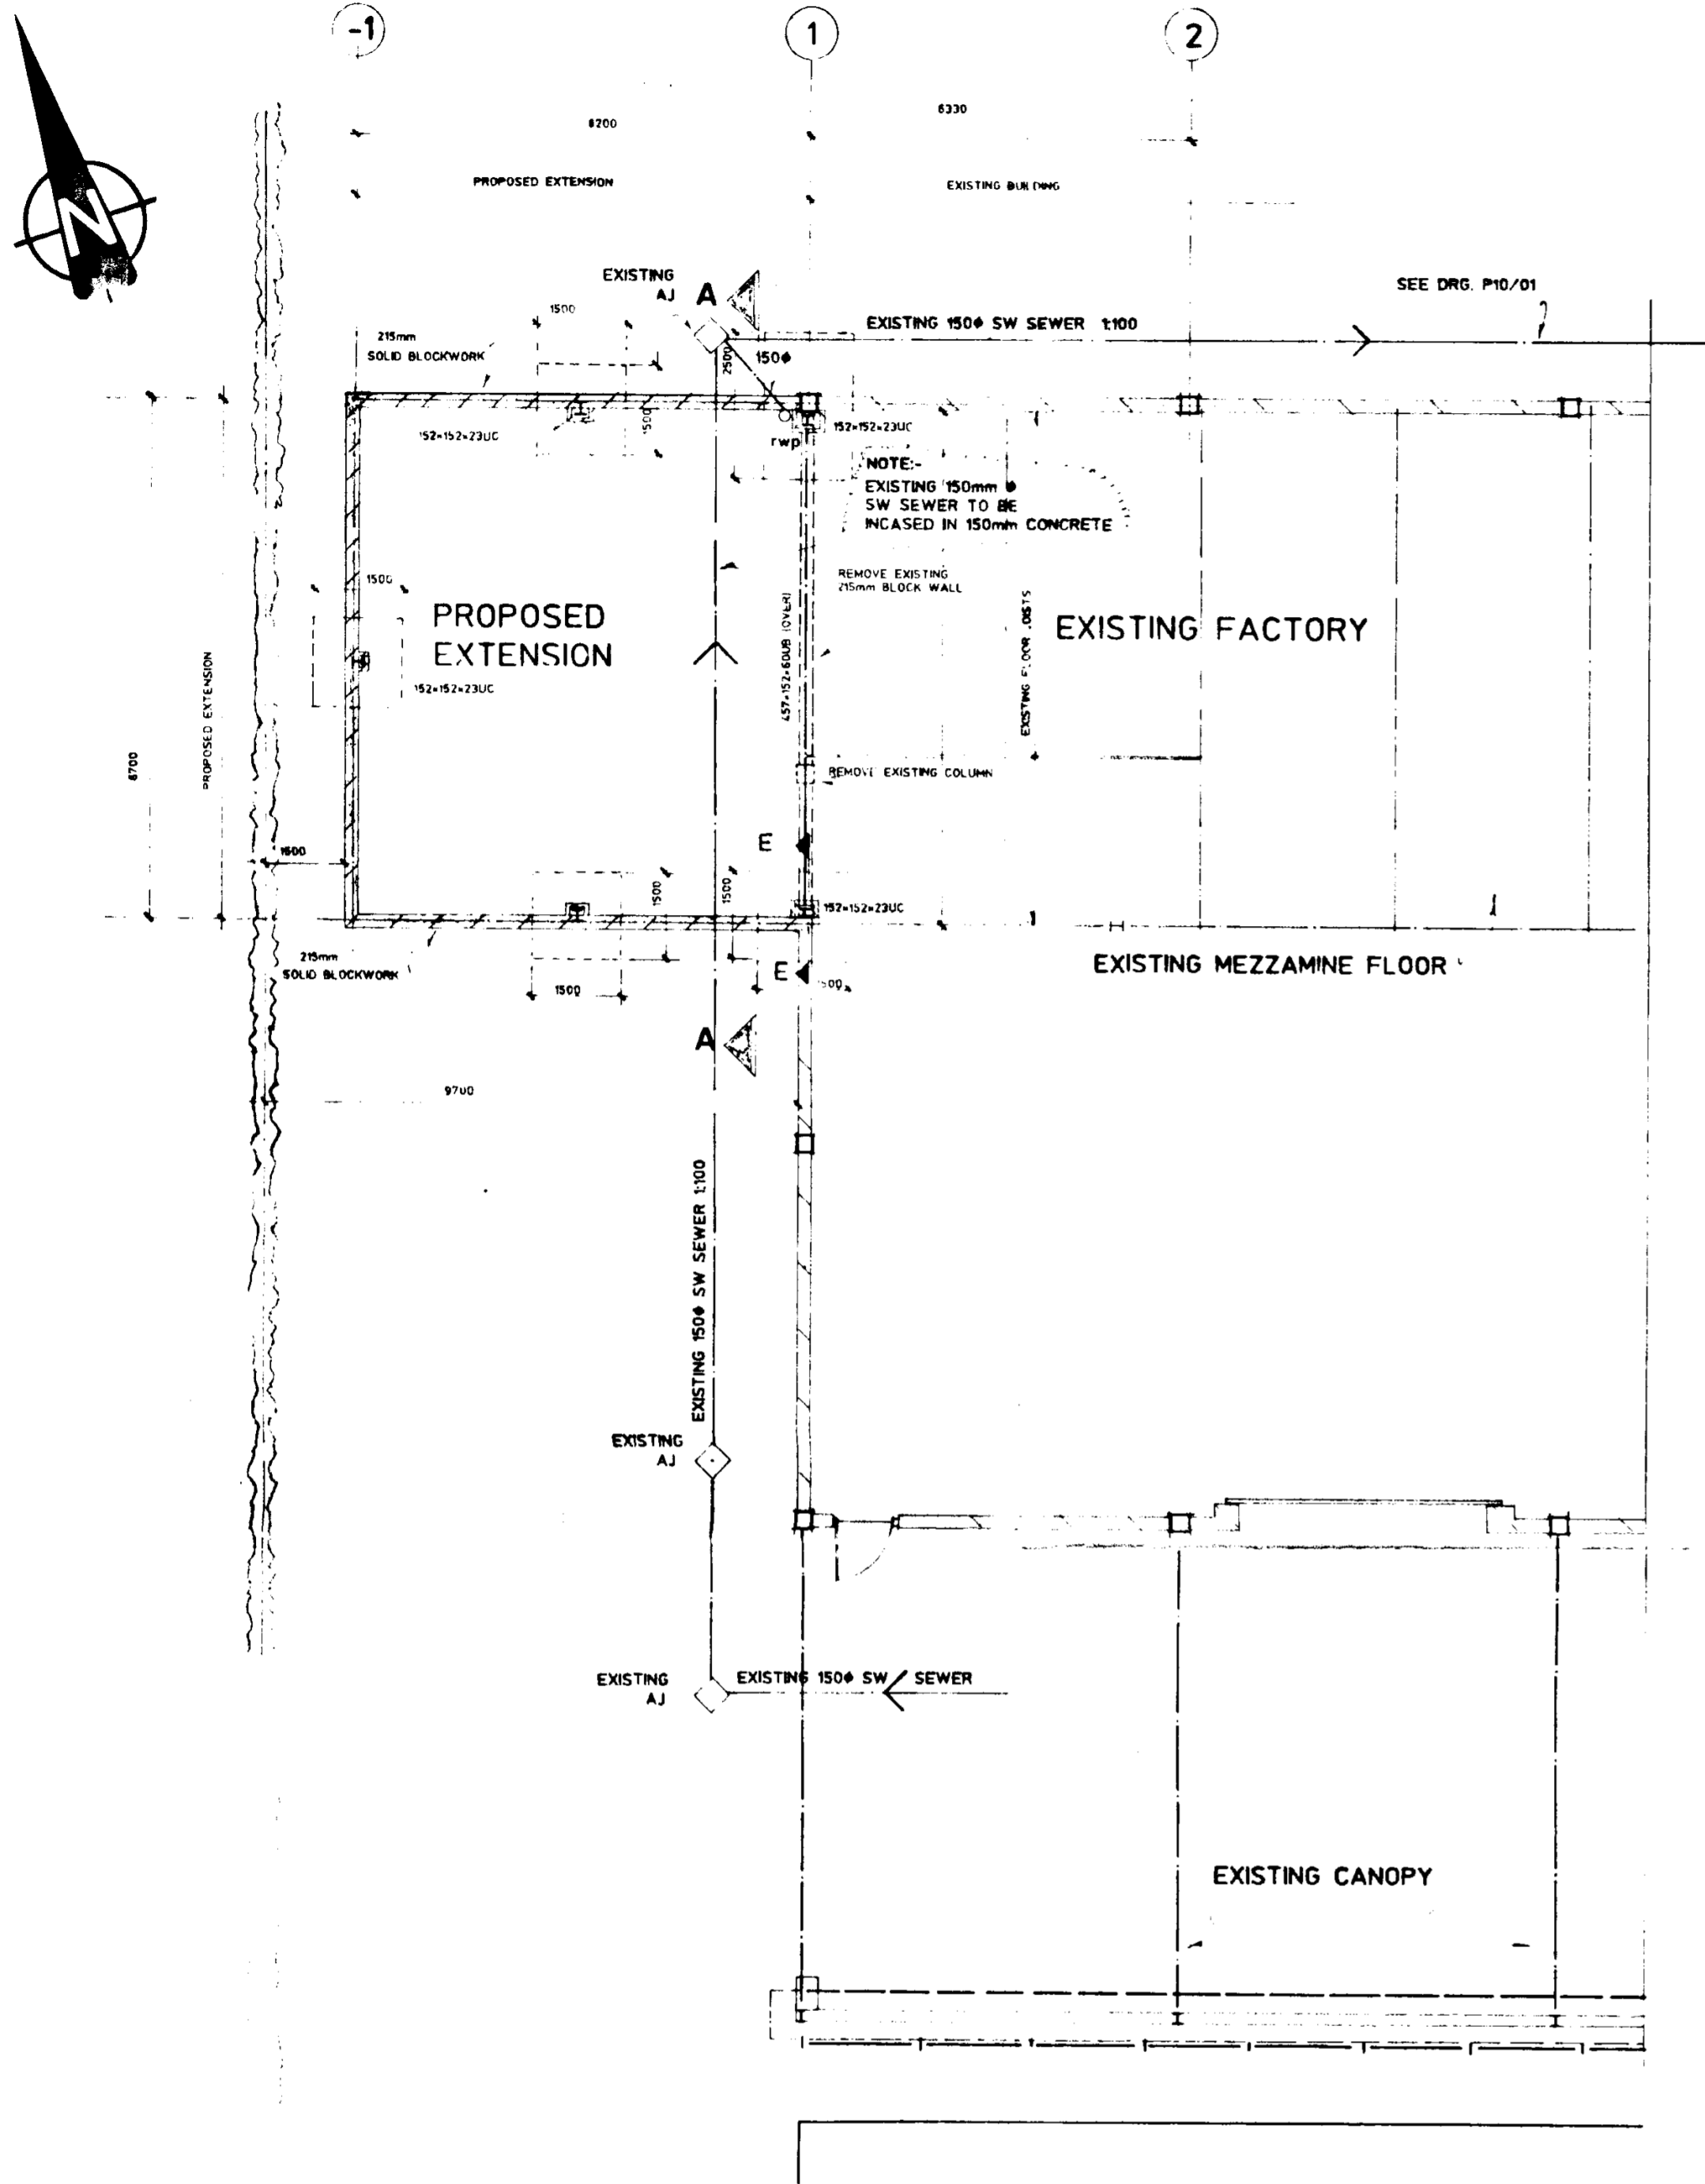 -1
1
2
N
6330
PROPOSED EXTENSION
EXISTING BUILDING
EXISTING
AJ
A
SEE DRG. P10/01
EXISTING 150ϕ SW SEWER 1:100
1500
215mm
SOLID BLOCKWORK
2500
150ϕ
1500
152×152×23UC
rwp
152×152×23UC
NOTE:-
EXISTING 150mm ϕ
SW SEWER TO BE
INCASED IN 150mm CONCRETE
REMOVE EXISTING
215mm BLOCK WALL
1500
PROPOSED
EXTENSION
457×152×60UB (OVER)
EXISTING FLOOR JOISTS
EXISTING FACTORY
152×152×23UC
PROPOSED EXTENSION
REMOVE EXISTING COLUMN
E
1500
1500
152×152×23UC
215mm
SOLID BLOCKWORK
1500
E
1500
EXISTING MEZZAMINE FLOOR
A
9700
EXISTING 150ϕ SW SEWER 1:100
EXISTING
AJ
EXISTING
AJ
EXISTING 150ϕ SW SEWER
EXISTING CANOPY